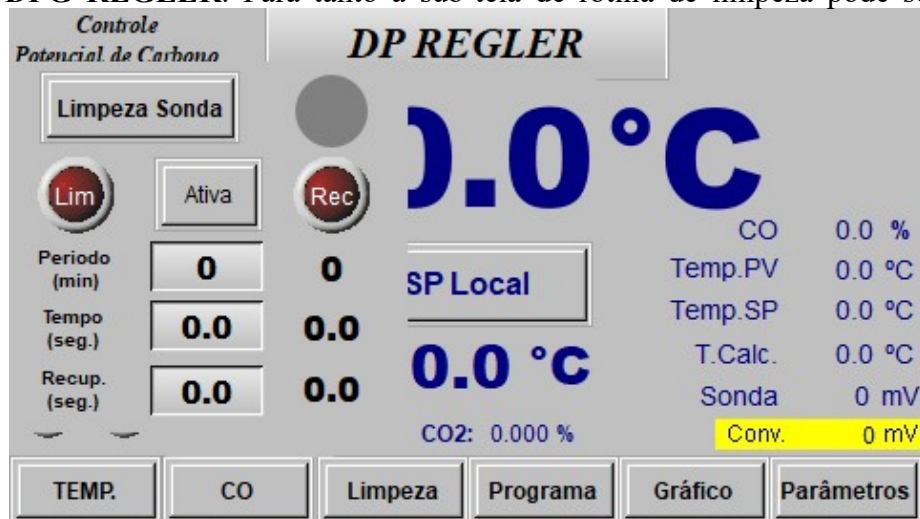 DPG REGLER. Para tanto a sub-tela de rotina de limpeza pode s
Controle
Potencial de Carbono
DP REGLER
Limpeza Sonda
.0 °C
Lim
Ativa
Rec
CO 0.0 %
Periodo
(min)
0
0
SP Local
Temp.PV 0.0 ºC
Tempo
(seg.)
0.0
0.0
Temp.SP 0.0 ºC
0.0 °C
T.Calc. 0.0 ºC
Recup.
(seg.)
0.0
0.0
Sonda 0 mV
CO2: 0.000 %
Conv. 0 mV
TEMP.
CO
Limpeza
Programa
Gráfico
Parâmetros